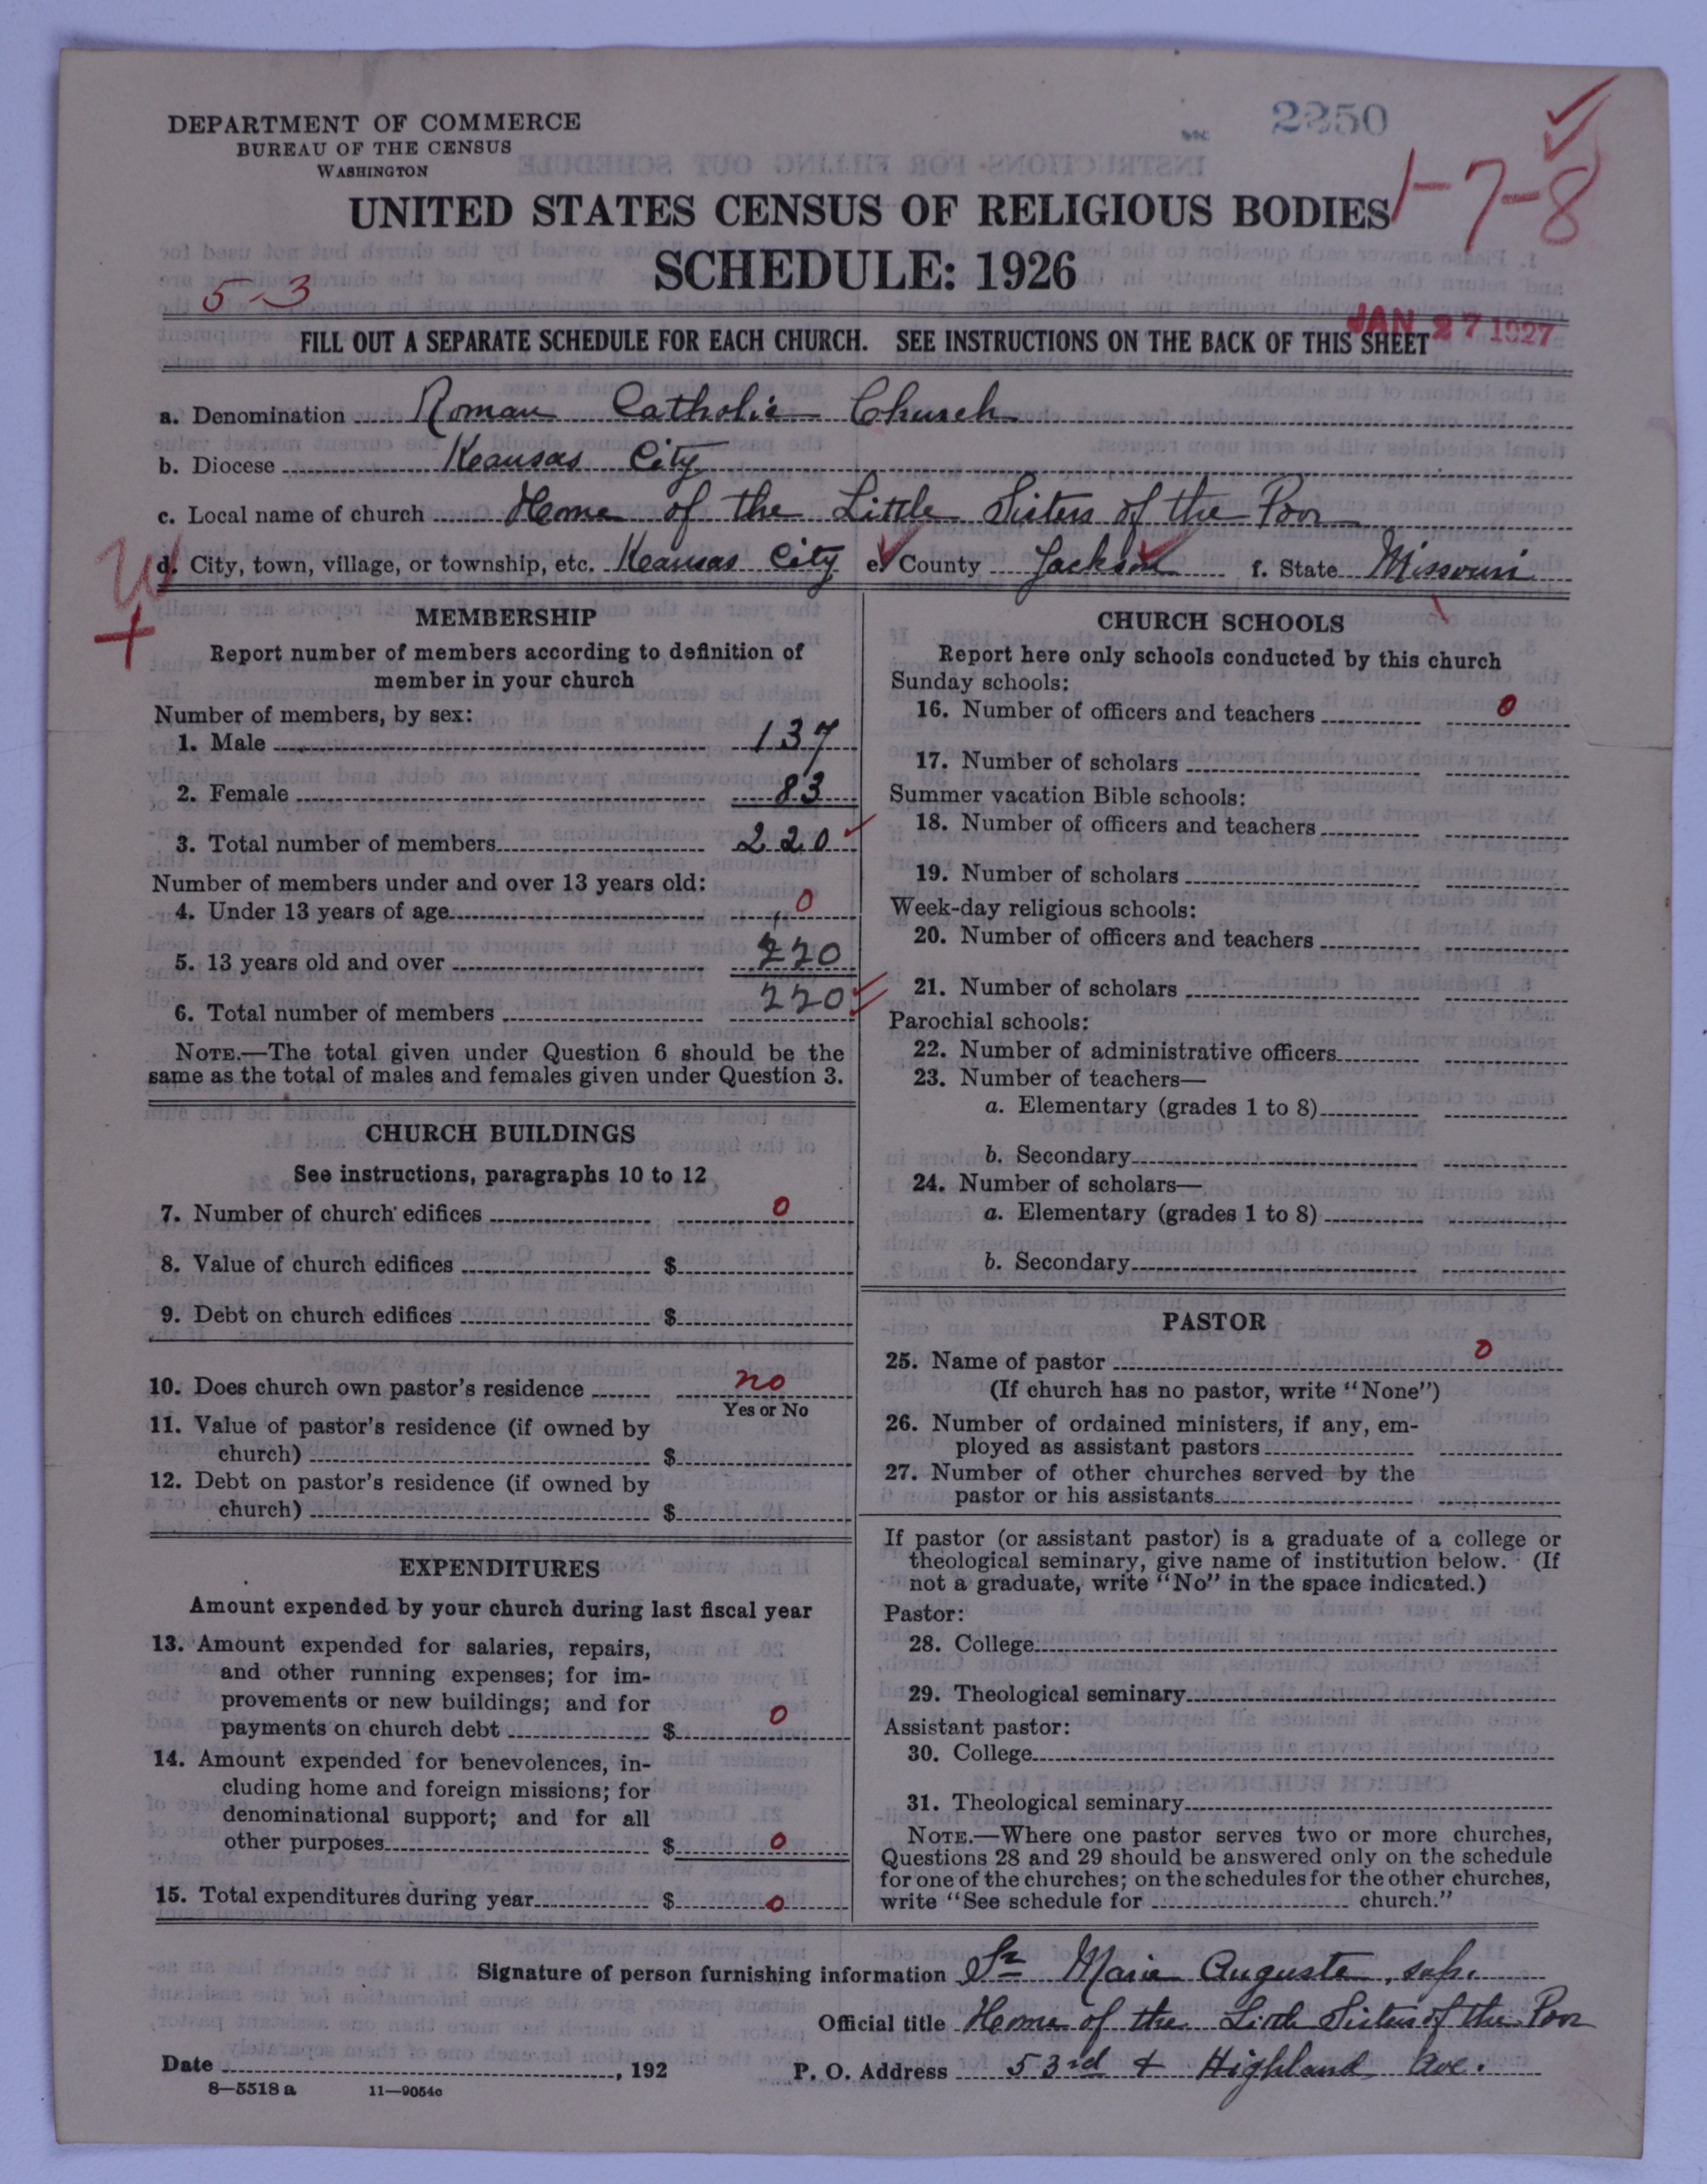 DEPARTMENT OF COMMERCE
BUREAU OF THE CENSUS
WASHINGTON
2250
1-7-8
UNITED STATES CENSUS OF RELIGIOUS BODIES
SCHEDULE: 1926
5-3
JAN 27 1927
FILL OUT A SEPARATE SCHEDULE FOR EACH CHURCH. SEE INSTRUCTIONS ON THE BACK OF THIS SHEET
a. Denomination Roman Catholic Church
b. Diocese Kansas City
c. Local name of church Home of the Little Sisters of the Poor
d. City, town, village, or township, etc. Kansas City e. County Jackson f. State Missouri
MEMBERSHIP
Report number of members according to definition of
member in your church
Number of members, by sex:
1. Male 137
2. Female 83
3. Total number of members 220
Number of members under and over 13 years old:
4. Under 13 years of age 0
5. 13 years old and over 220
6. Total number of members 220
NOTE.—The total given under Question 6 should be the
same as the total of males and females given under Question 3.
CHURCH BUILDINGS
See instructions, paragraphs 10 to 12
7. Number of church edifices 0
8. Value of church edifices $
9. Debt on church edifices $
10. Does church own pastor's residence no
Yes or No
11. Value of pastor's residence (if owned by
church) $
12. Debt on pastor's residence (if owned by
church) $
EXPENDITURES
Amount expended by your church during last fiscal year
13. Amount expended for salaries, repairs,
and other running expenses; for im-
provements or new buildings; and for
payments on church debt $ 0
14. Amount expended for benevolences, in-
cluding home and foreign missions; for
denominational support; and for all
other purposes $ 0
15. Total expenditures during year $ 0
CHURCH SCHOOLS
Report here only schools conducted by this church
Sunday schools:
16. Number of officers and teachers 0
17. Number of scholars
Summer vacation Bible schools:
18. Number of officers and teachers
19. Number of scholars
Week-day religious schools:
20. Number of officers and teachers
21. Number of scholars
Parochial schools:
22. Number of administrative officers
23. Number of teachers—
a. Elementary (grades 1 to 8)
b. Secondary
24. Number of scholars—
a. Elementary (grades 1 to 8)
b. Secondary
PASTOR
25. Name of pastor 0
(If church has no pastor, write "None")
26. Number of ordained ministers, if any, em-
ployed as assistant pastors
27. Number of other churches served by the
pastor or his assistants
If pastor (or assistant pastor) is a graduate of a college or
theological seminary, give name of institution below. (If
not a graduate, write "No" in the space indicated.)
Pastor:
28. College
29. Theological seminary
Assistant pastor:
30. College
31. Theological seminary
NOTE.—Where one pastor serves two or more churches,
Questions 28 and 29 should be answered only on the schedule
for one of the churches; on the schedules for the other churches,
write "See schedule for church."
Signature of person furnishing information Sr Marie Auguste, sup.
Official title Home of the Little Sisters of the Poor
Date , 192 P. O. Address 53rd + Highland Ave.
8—5518 a 11—9054c